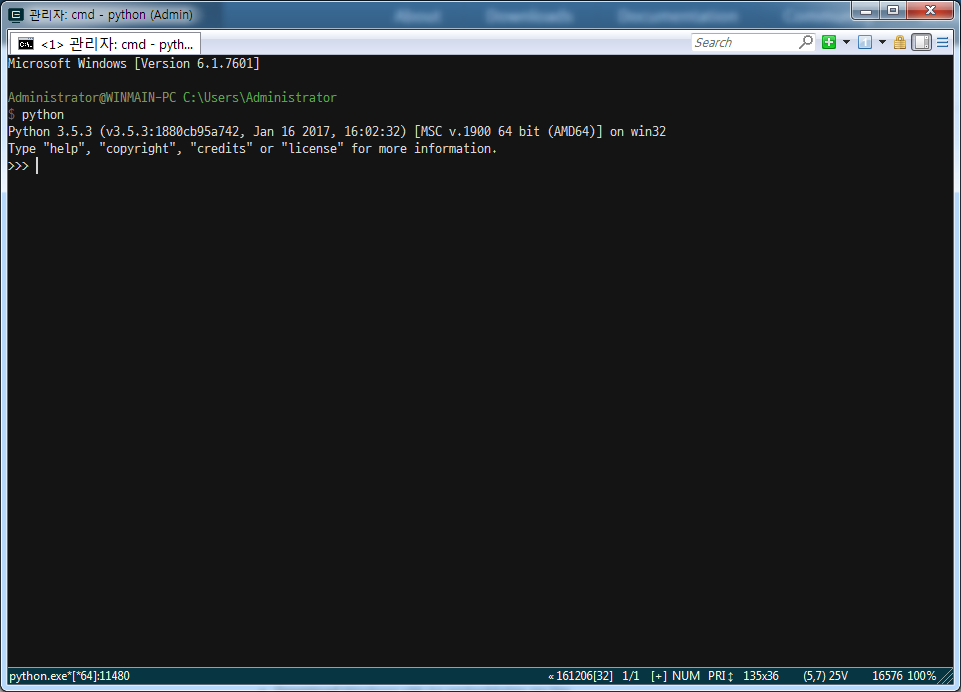 관리자: cmd - python (Admin)
About Downloads Documentation
<1> 관리자: cmd - pyth...
Search
Microsoft Windows [Version 6.1.7601]
Administrator@WINMAIN-PC C:\Users\Administrator
$ python
Python 3.5.3 (v3.5.3:1880cb95a742, Jan 16 2017, 16:02:32) [MSC v.1900 64 bit (AMD64)] on win32
Type "help", "copyright", "credits" or "license" for more information.
>>>
python.exe*[*64]:11480 « 161206[32] 1/1 [+] NUM PRI↕ 135x36 (5,7) 25V 16576 100%